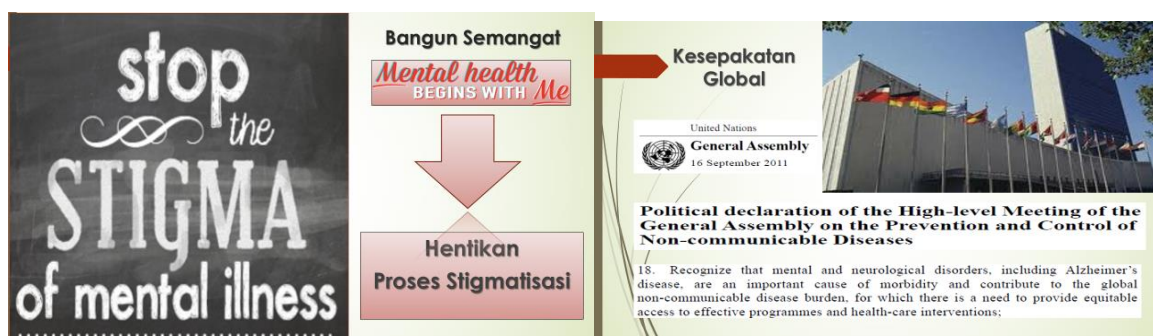 stop
the
STIGMA
of mental illness
Bangun Semangat
Mental health
BEGINS WITH Me
Hentikan
Proses Stigmatisasi
Kesepakatan
Global
United Nations
General Assembly
16 September 2011
Political declaration of the High-level Meeting of the
General Assembly on the Prevention and Control of
Non-communicable Diseases
18. Recognize that mental and neurological disorders, including Alzheimer's
disease, are an important cause of morbidity and contribute to the global
non-communicable disease burden, for which there is a need to provide equitable
access to effective programmes and health-care interventions;